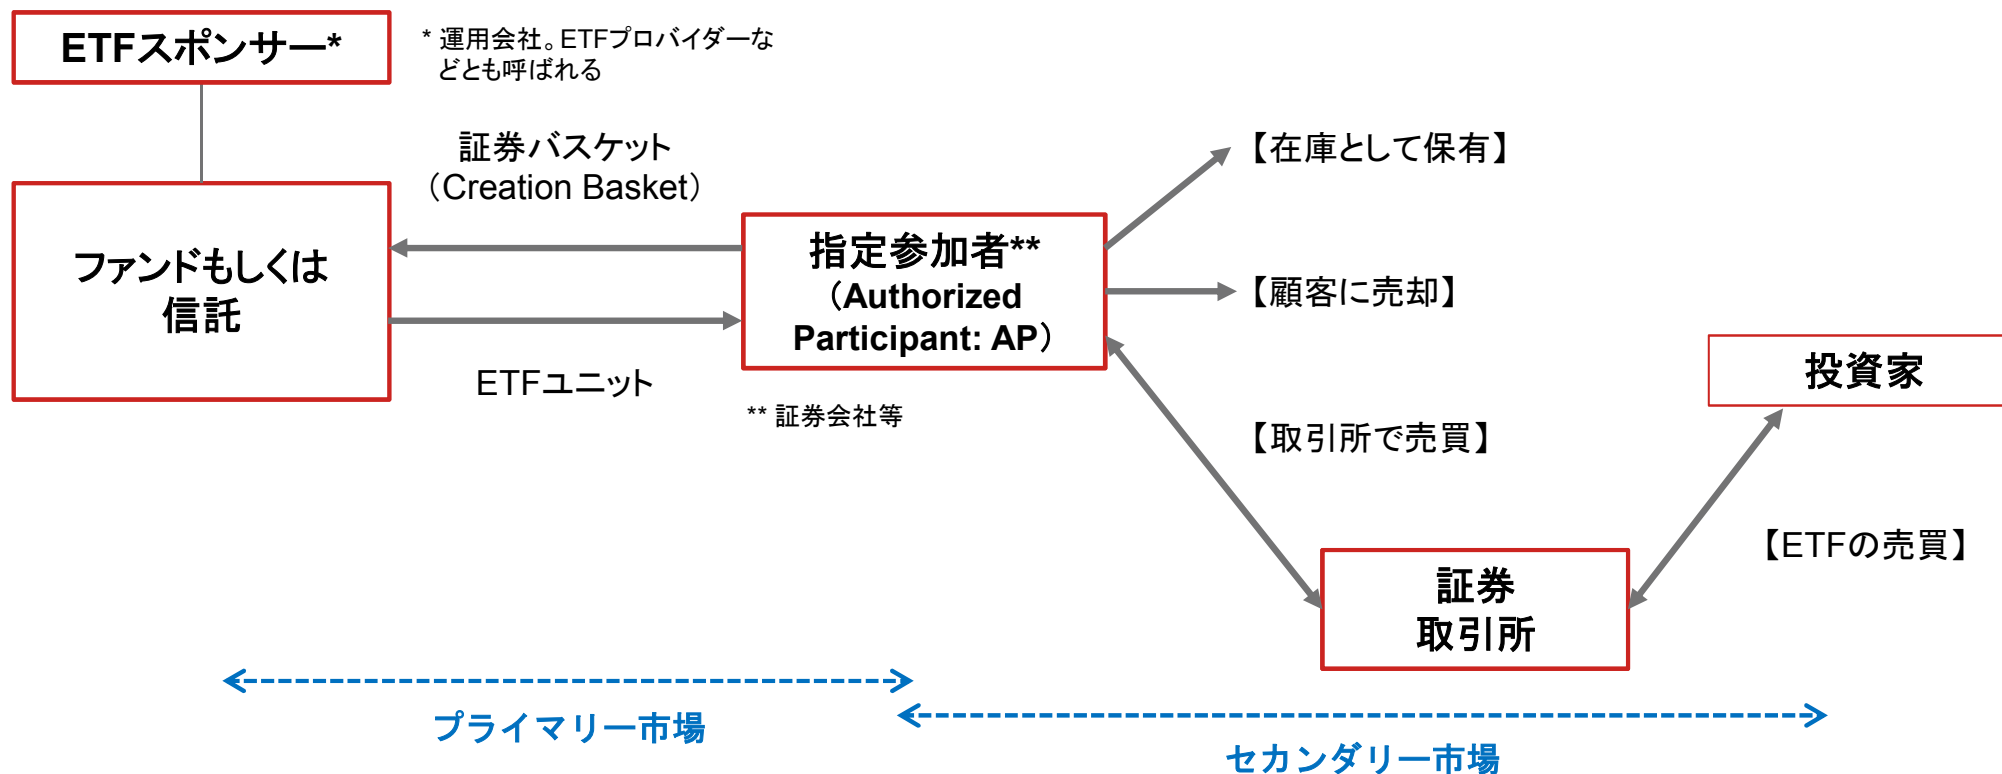 ETFスポンサー*
* 運用会社。ETFプロバイダーな
どとも呼ばれる
証券バスケット
（Creation Basket）
【在庫として保有】
ファンドもしくは
信託
指定参加者**
（Authorized
Participant: AP）
【顧客に売却】
ETFユニット
** 証券会社等
投資家
【取引所で売買】
【ETFの売買】
証券
取引所
プライマリー市場
セカンダリー市場